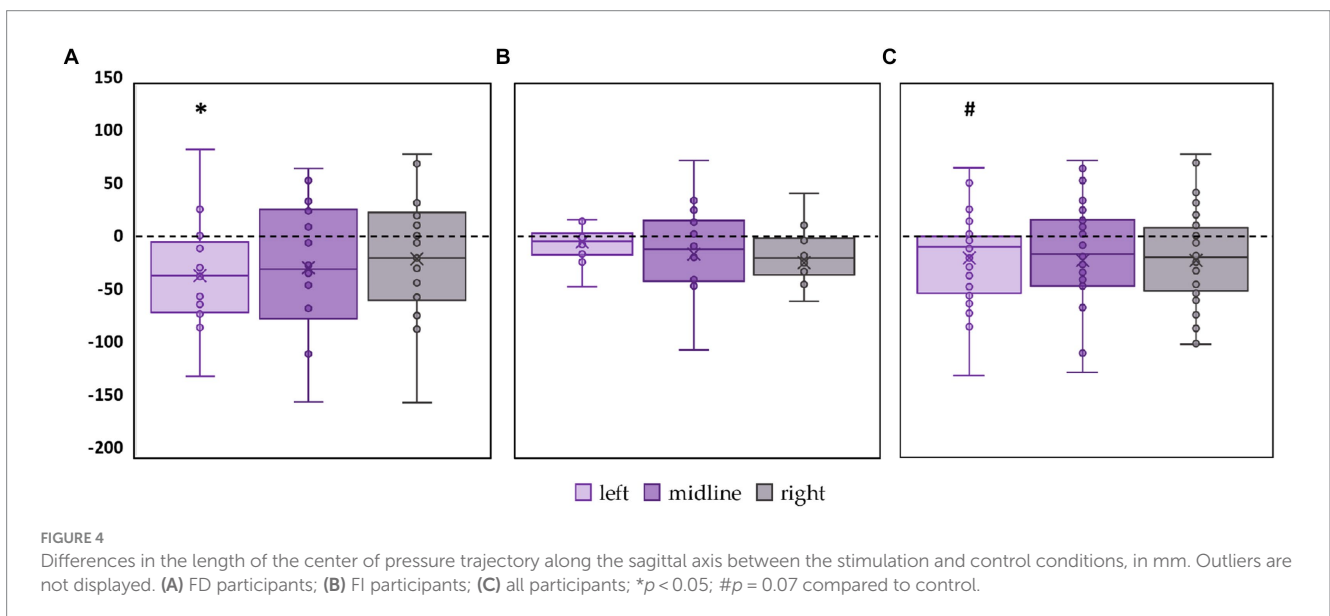 A
B
C
150
100
50
0
-50
-100
-150
-200
*
#
left midline right
FIGURE 4
Differences in the length of the center of pressure trajectory along the sagittal axis between the stimulation and control conditions, in mm. Outliers are
not displayed. (A) FD participants; (B) FI participants; (C) all participants; *p < 0.05; #p = 0.07 compared to control.